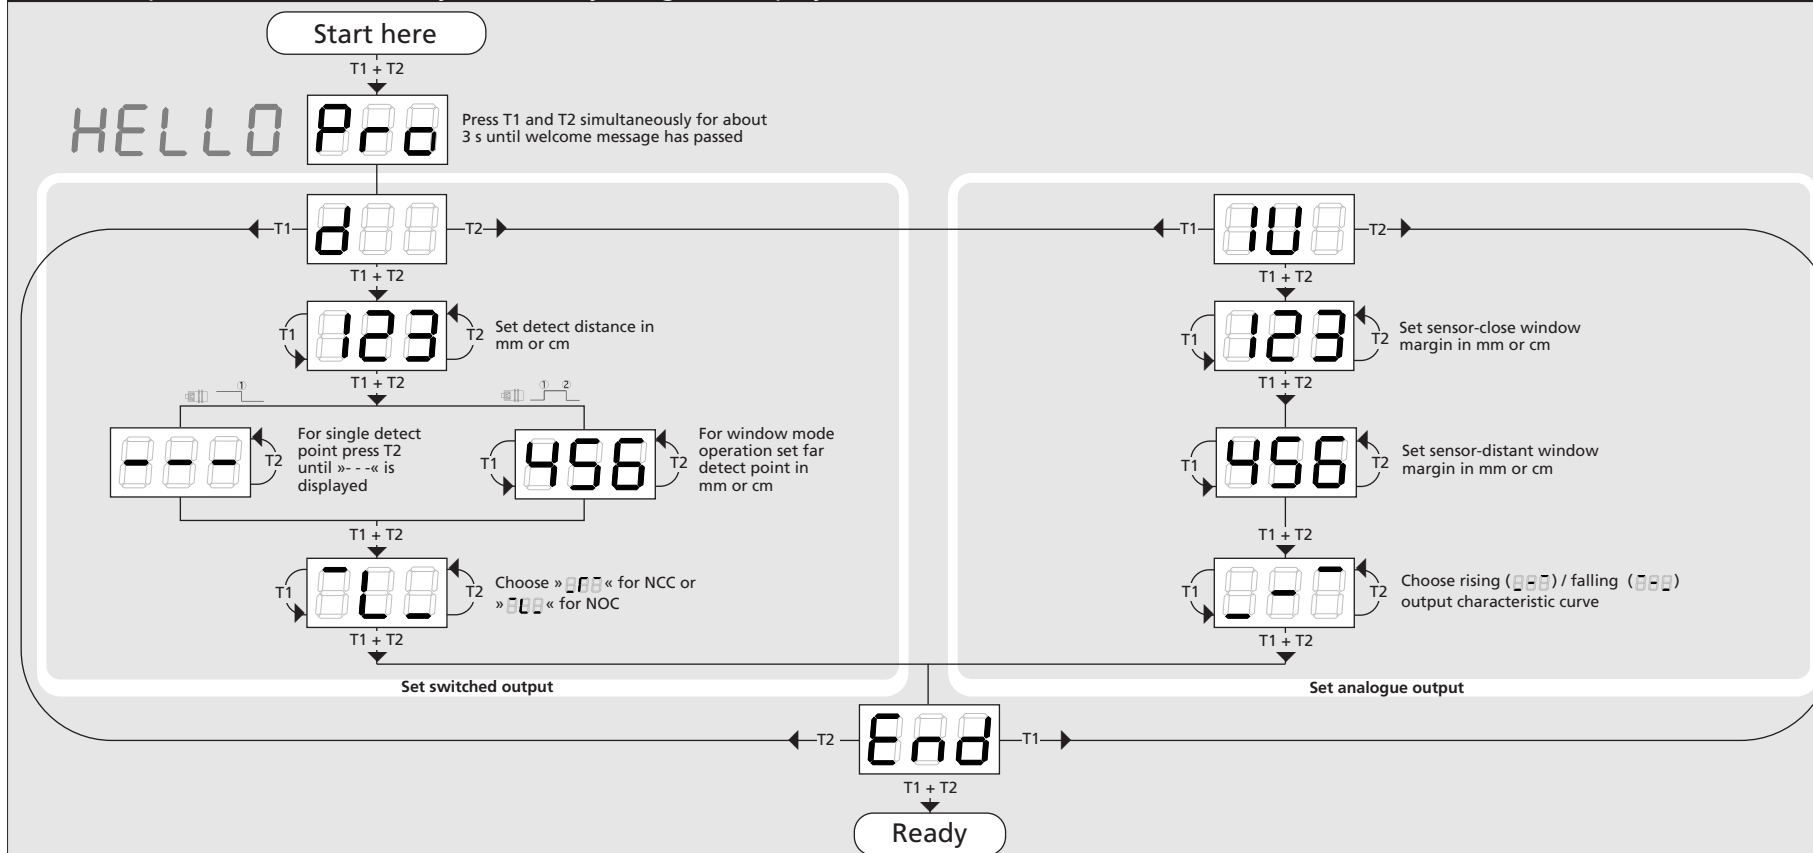 Start here
T1 + T2
HELLO
Pro
Press T1 and T2 simultaneously for about
3 s until welcome message has passed
T1
d
T2
T1 + T2
T1
123
T2
Set detect distance in
mm or cm
T1 + T2
1
1 2
- - -
T2
For single detect
point press T2
until »- - -« is
displayed
T1
456
T2
For window mode
operation set far
detect point in
mm or cm
T1 + T2
T1
T2
Choose » « for NCC or
» « for NOC
T1 + T2
Set switched output
T1
IU
T2
T1 + T2
T1
123
T2
Set sensor-close window
margin in mm or cm
T1 + T2
T1
456
T2
Set sensor-distant window
margin in mm or cm
T1 + T2
T1
T2
Choose rising ( ) / falling ( )
output characteristic curve
T1 + T2
Set analogue output
T2
End
T1
T1 + T2
Ready